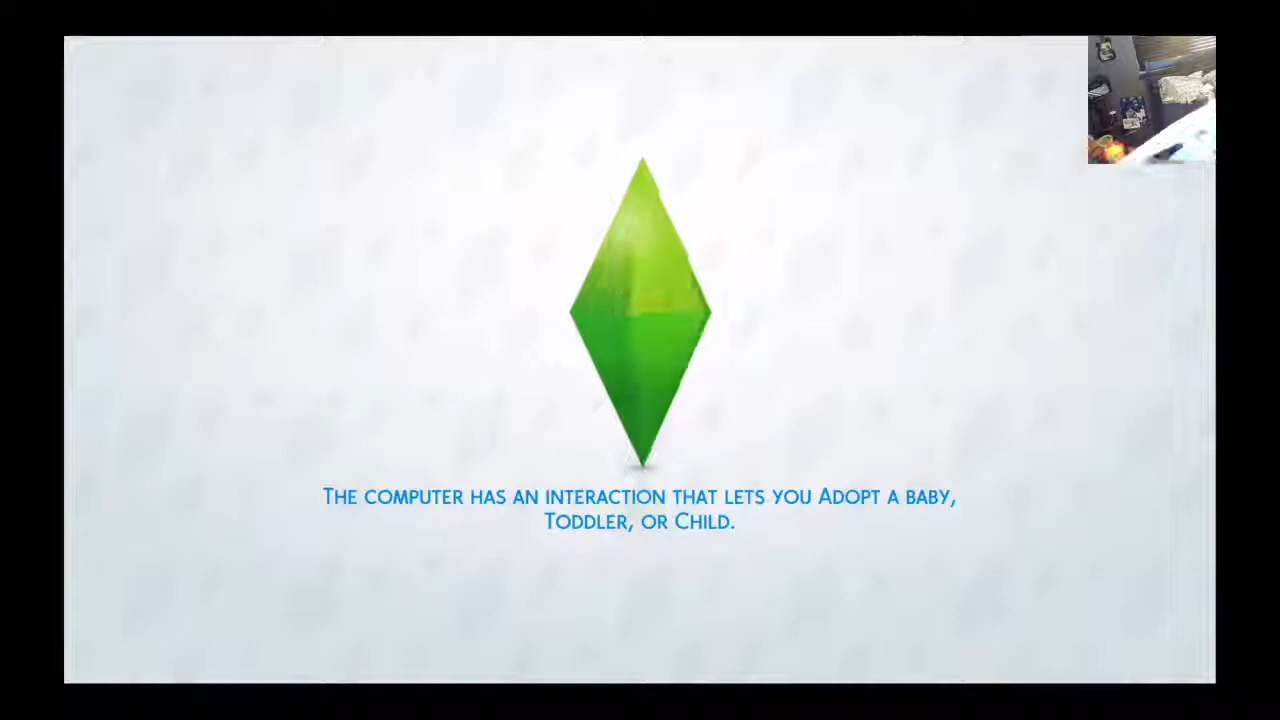 The computer has an interaction that lets you Adopt a baby,
Toddler, or Child.